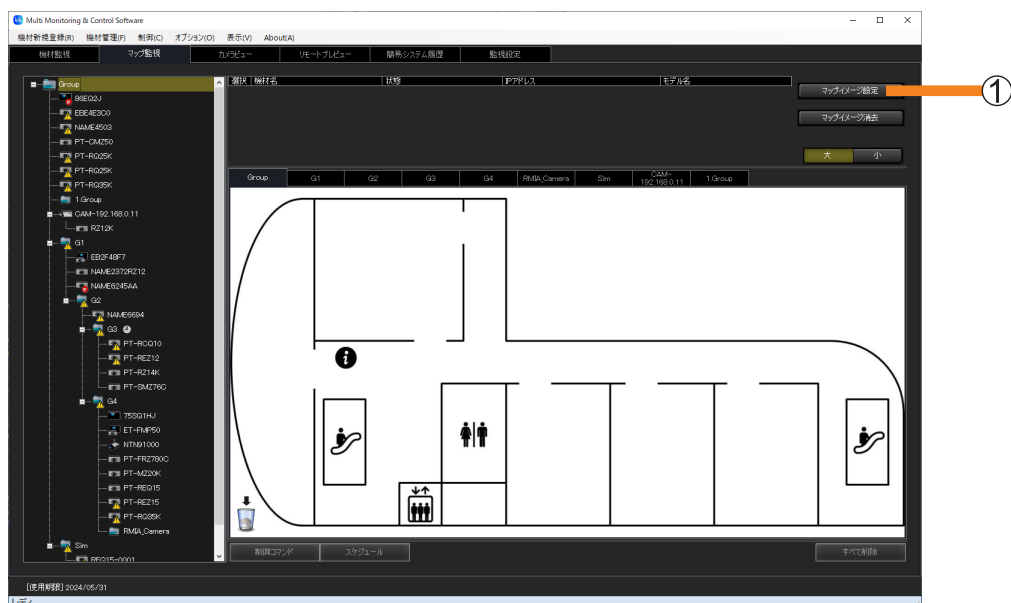 Multi Monitoring & Control Software
機材新規登録(R) 機材管理(F) 制御(C) オプション(O) 表示(V) About(A)
機材監視 マップ監視 カメラビュー リモートプレビュー 簡易システム履歴 監視設定
選択 機材名 状態 IPアドレス モデル名
マップイメージ設定
①
マップイメージ消去
大 小
Group
86EQ2J
EBE4E3C0
NAME4503
PT-CMZ50
PT-RQ25K
PT-RQ25K
PT-RQ35K
1.Group
CAM-192.168.0.11
RZ12K
G1
EB2F48F7
NAME2372RZ12
NAME6245AA
G2
NAME6694
G3
PT-RCQ10
PT-REZ12
PT-RZ14K
PT-SMZ76C
G4
75SQ1HJ
ET-FMP50
NTN91000
PT-FRZ780C
PT-MZ20K
PT-REQ15
PT-REZ15
PT-RQ35K
RMIA_Camera
Sim
REQ15-0001
Group G1 G2 G3 G4 RMIA_Camera Sim CAM-192.168.0.11 1.Group
制御コマンド スケジュール すべて削除
[使用期限] 2024/05/31
レディ